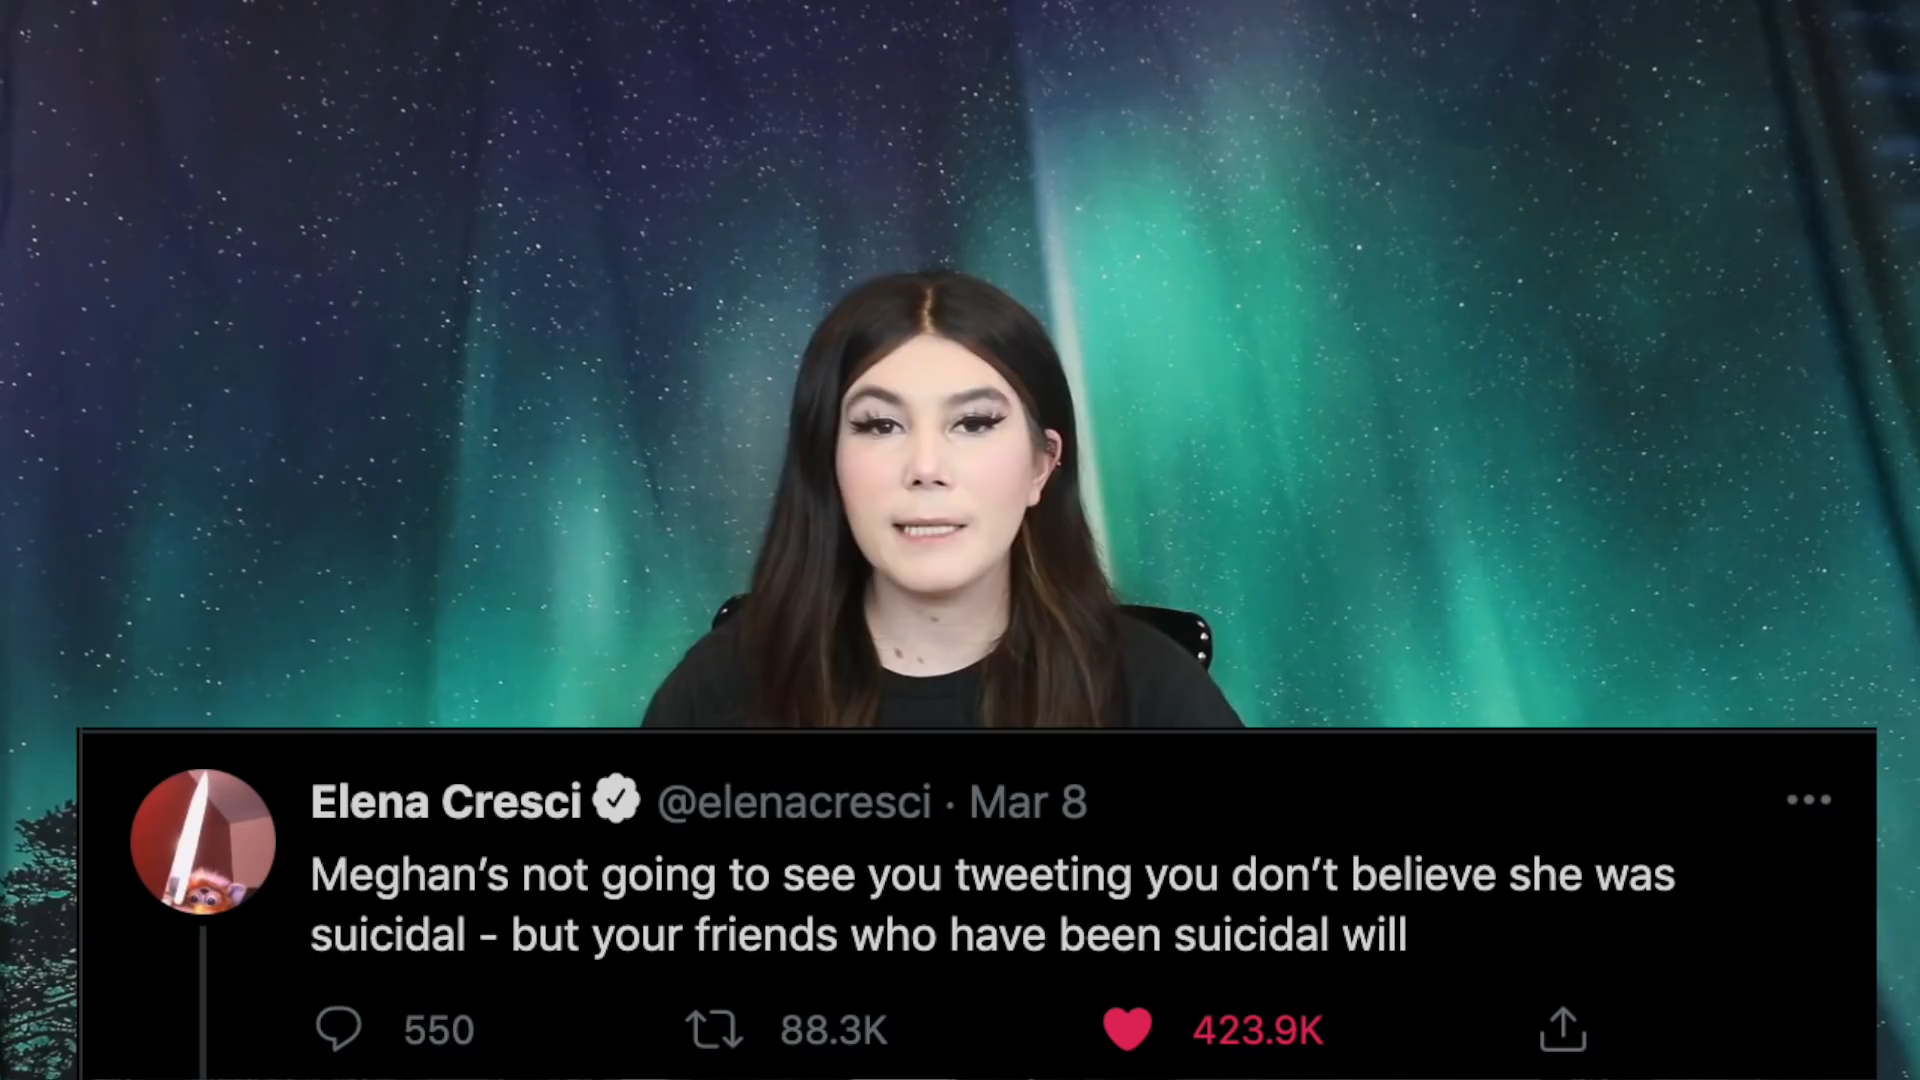 Elena Cresci @elenacresci · Mar 8
Meghan’s not going to see you tweeting you don’t believe she was
suicidal - but your friends who have been suicidal will
550 88.3K 423.9K